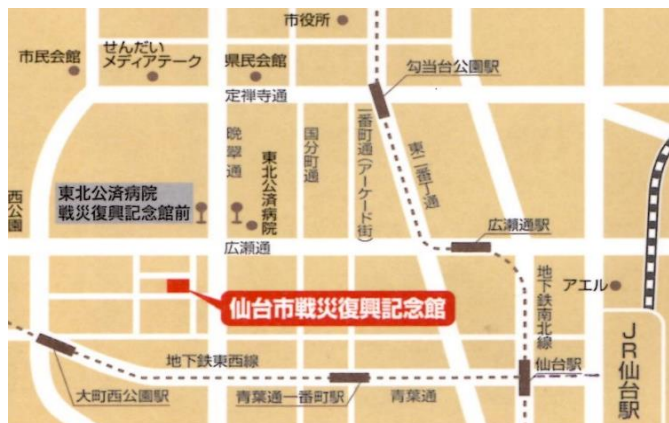 市役所
市民会館
せんだい
メディアテーク
県民会館
勾当台公園駅
定禅寺通
晩翠通
東北公済病院
国分町通
一番町通(アーケード街)
東二番丁通
西公園
東北公済病院
戦災復興記念館前
広瀬通
広瀬通駅
地下鉄南北線
アエル
仙台市戦災復興記念館
JR仙台駅
地下鉄東西線
仙台駅
大町西公園駅
青葉通一番町駅
青葉通